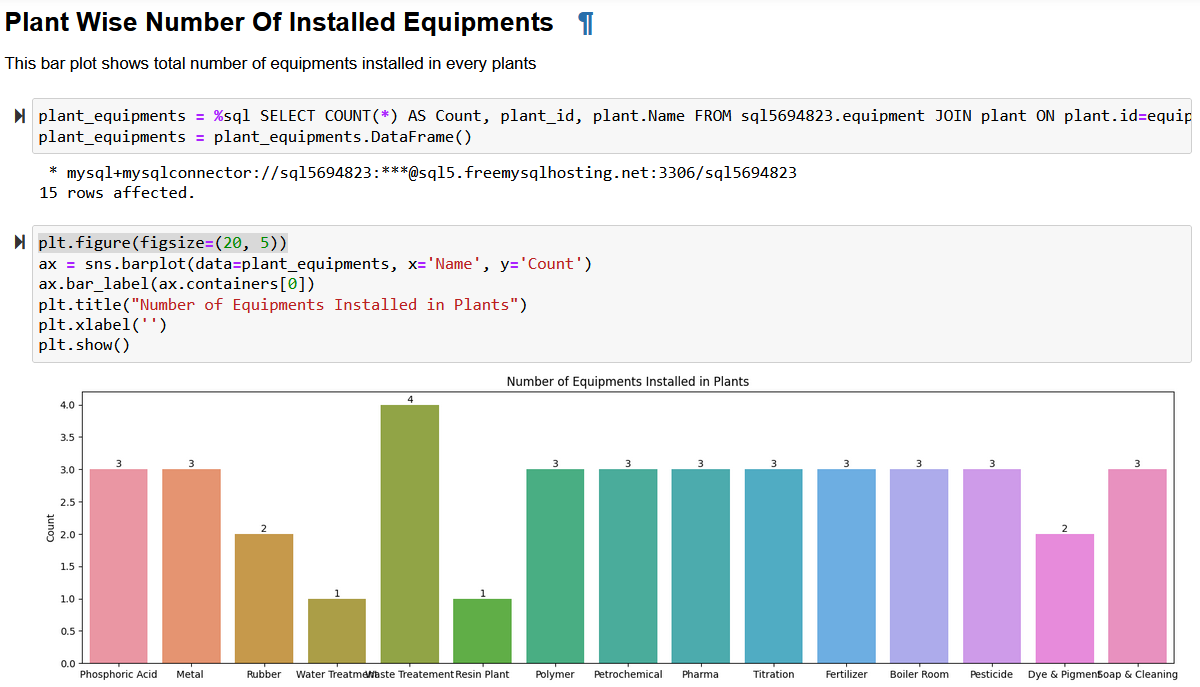 Plant Wise Number Of Installed Equipments ¶
This bar plot shows total number of equipments installed in every plants
plant_equipments = %sql SELECT COUNT(*) AS Count, plant_id, plant.Name FROM sql5694823.equipment JOIN plant ON plant.id=equip
plant_equipments = plant_equipments.DataFrame()
* mysql+mysqlconnector://sql5694823:***@sql5.freemysqlhosting.net:3306/sql5694823
15 rows affected.
plt.figure(figsize=(20, 5))
ax = sns.barplot(data=plant_equipments, x='Name', y='Count')
ax.bar_label(ax.containers[0])
plt.title("Number of Equipments Installed in Plants")
plt.xlabel('')
plt.show()
Number of Equipments Installed in Plants
4.0
3.5
3.0
2.5
2.0
1.5
1.0
0.5
0.0
Count
3 3 2 1 4 1 3 3 3 3 3 3 3 2 3
Phosphoric Acid Metal Rubber Water Treatment Waste Treatement Resin Plant Polymer Petrochemical Pharma Titration Fertilizer Boiler Room Pesticide Dye & Pigment Soap & Cleaning